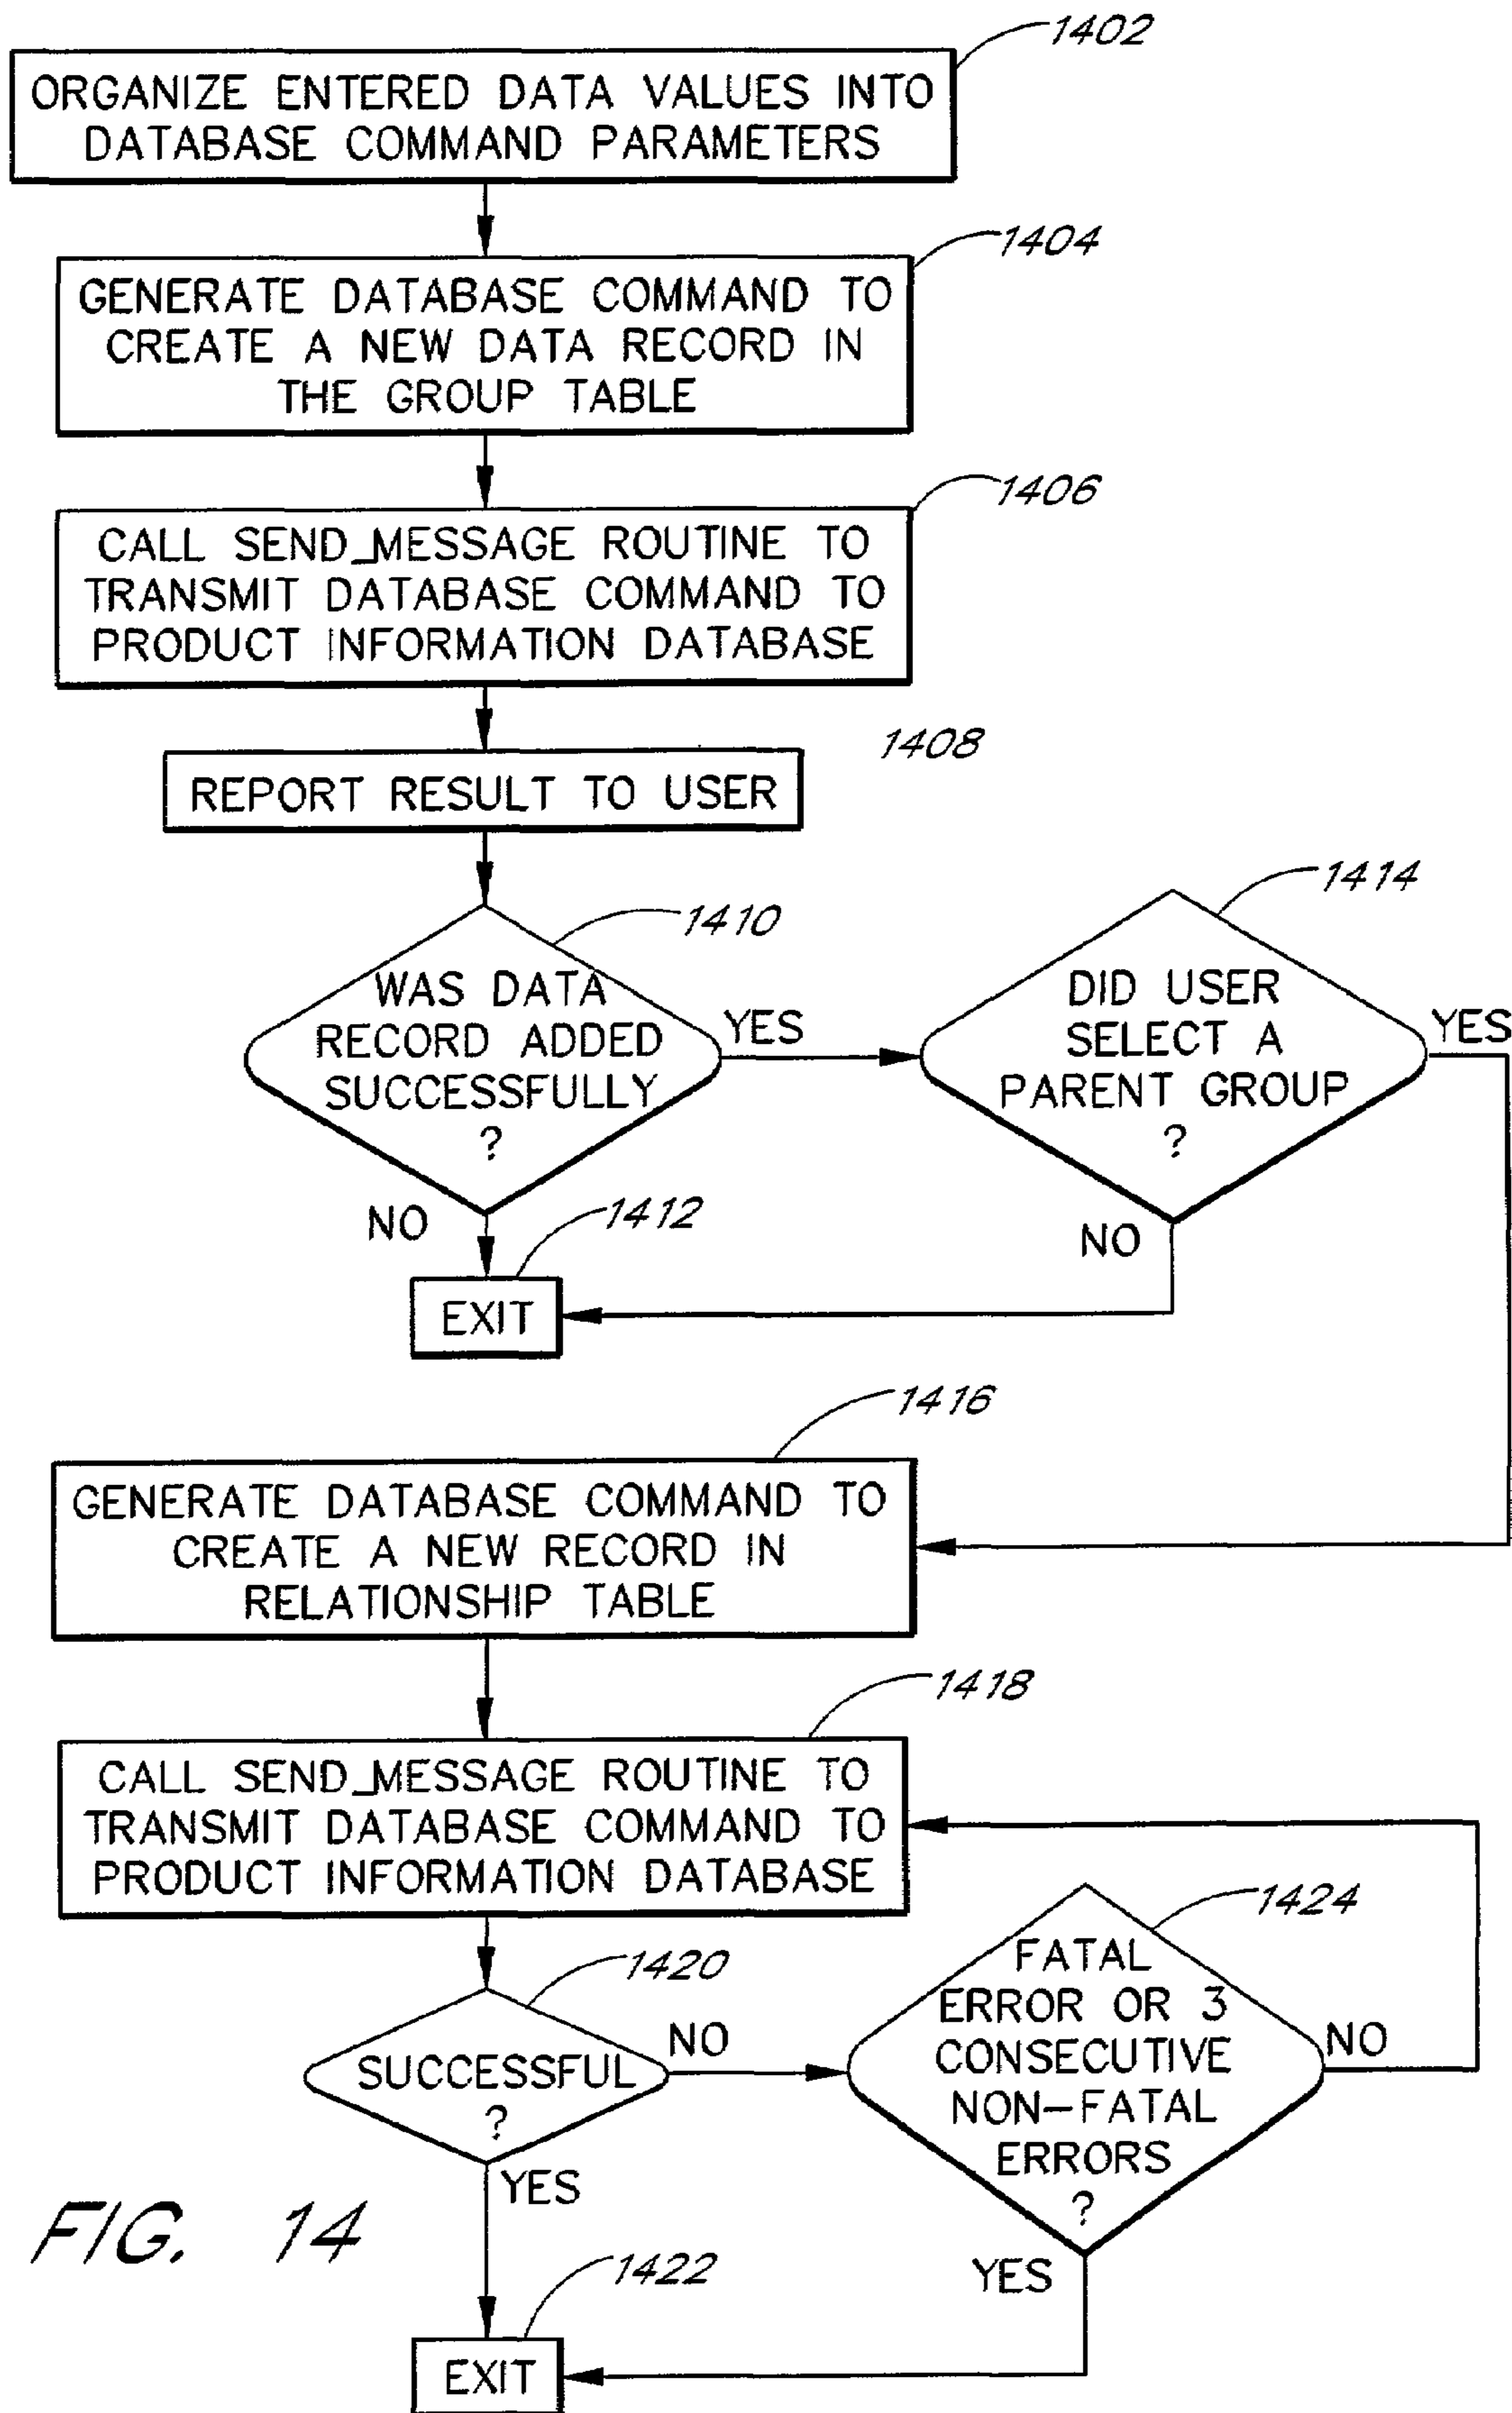 1402
ORGANIZE ENTERED DATA VALUES INTO
DATABASE COMMAND PARAMETERS
1404
GENERATE DATABASE COMMAND TO
CREATE A NEW DATA RECORD IN
THE GROUP TABLE
1406
CALL SEND_MESSAGE ROUTINE TO
TRANSMIT DATABASE COMMAND TO
PRODUCT INFORMATION DATABASE
1408
REPORT RESULT TO USER
1410
WAS DATA
RECORD ADDED
SUCCESSFULLY
?
YES
NO
1414
DID USER
SELECT A
PARENT GROUP
?
YES
NO
1412
EXIT
1416
GENERATE DATABASE COMMAND TO
CREATE A NEW RECORD IN
RELATIONSHIP TABLE
1418
CALL SEND_MESSAGE ROUTINE TO
TRANSMIT DATABASE COMMAND TO
PRODUCT INFORMATION DATABASE
1420
SUCCESSFUL
?
NO
YES
1424
FATAL
ERROR OR 3
CONSECUTIVE
NON-FATAL
ERRORS
?
NO
YES
1422
EXIT
FIG. 14